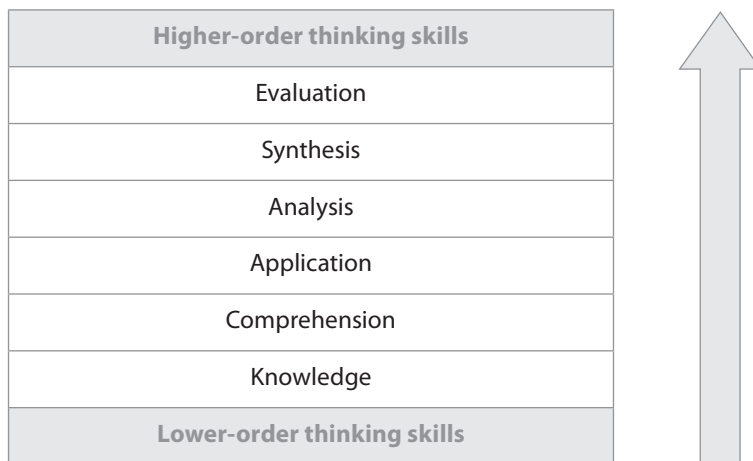 Higher-order thinking skills
Evaluation
Synthesis
Analysis
Application
Comprehension
Knowledge
Lower-order thinking skills